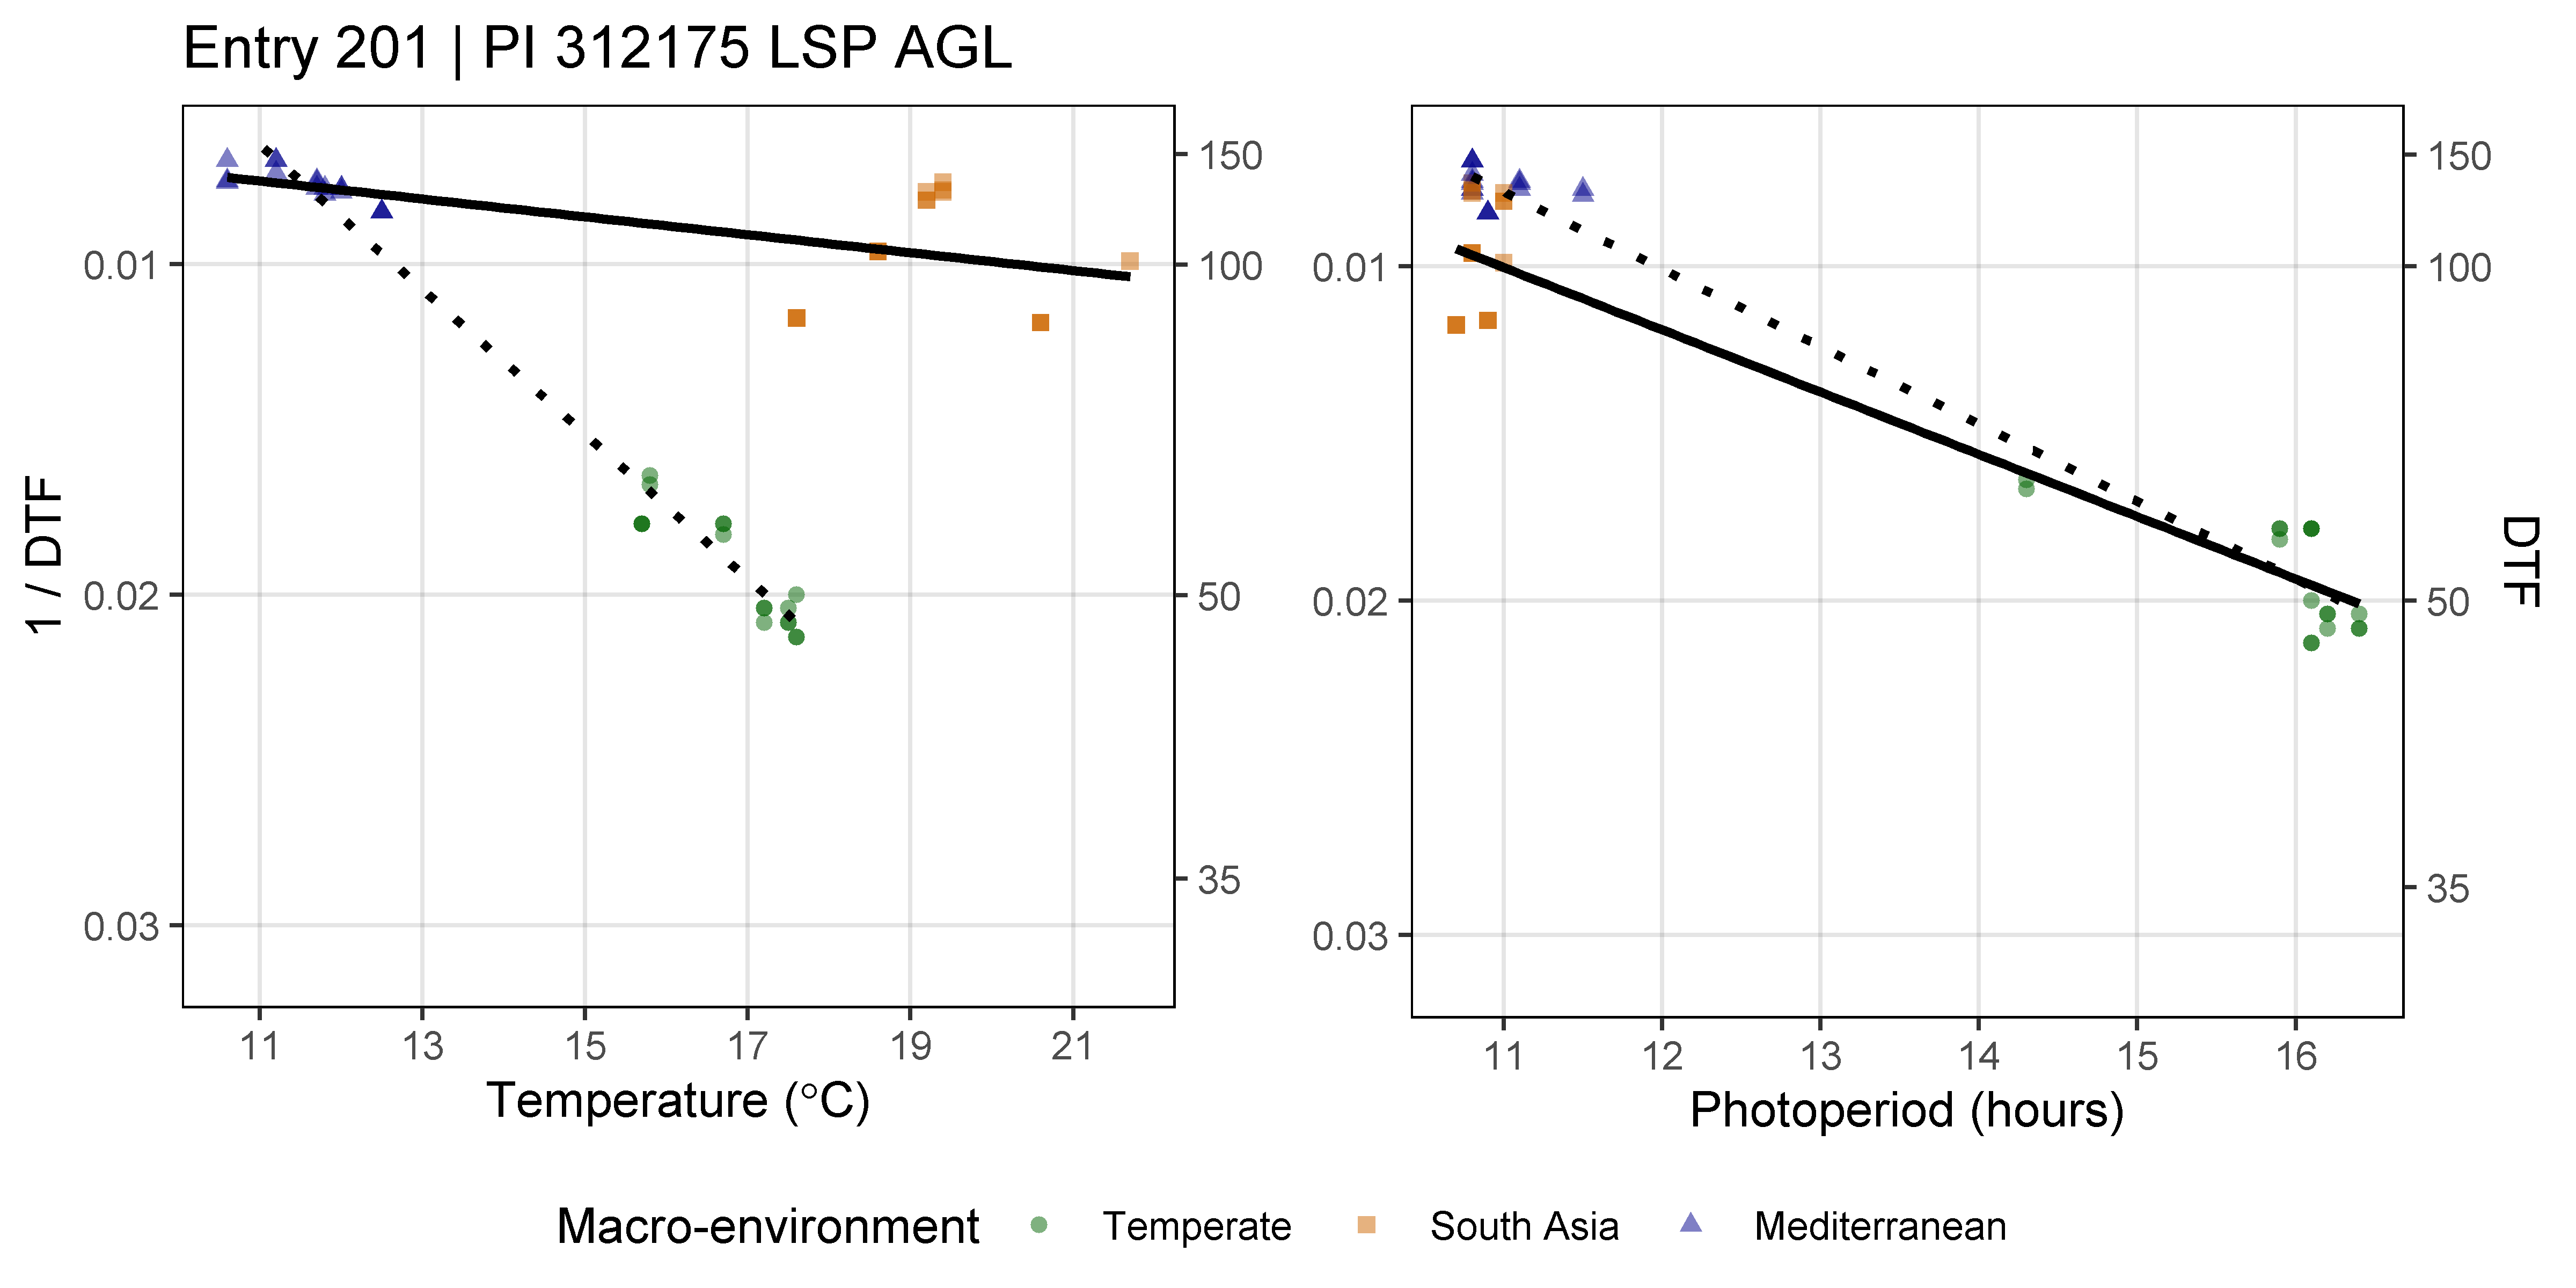 Entry 201 | PI 312175 LSP AGL
1 / DTF
0.01
0.02
0.03
150
100
50
35
11 13 15 17 19 21
Temperature (°C)
0.01
0.02
0.03
150
100
50
35
DTF
11 12 13 14 15 16
Photoperiod (hours)
Macro-environment Temperate South Asia Mediterranean